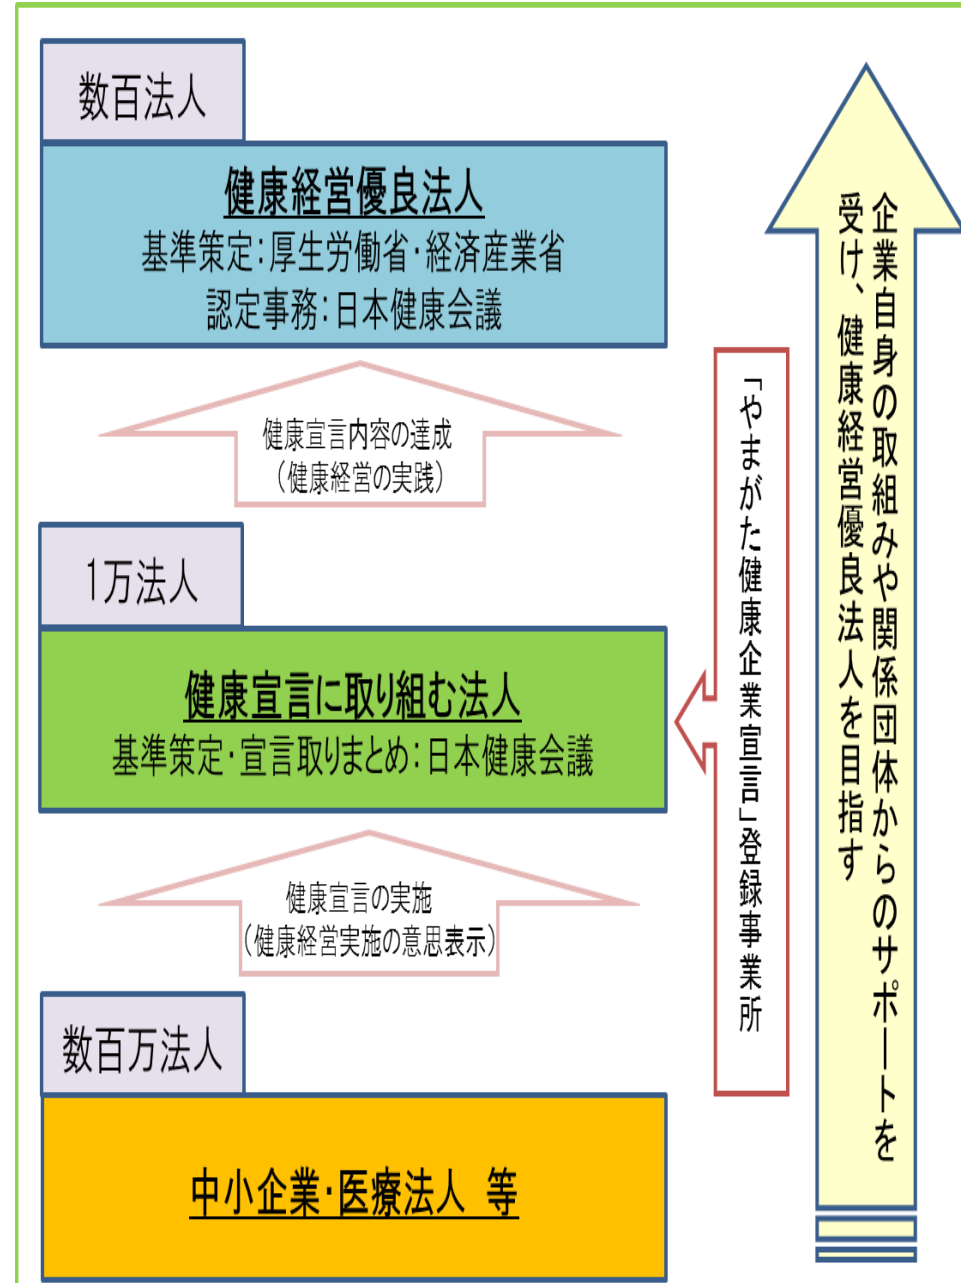 数百法人
健康経営優良法人
基準策定：厚生労働省・経済産業省
認定事務：日本健康会議
健康宣言内容の達成
（健康経営の実践）
1万法人
健康宣言に取り組む法人
基準策定・宣言取りまとめ：日本健康会議
健康宣言の実施
（健康経営実施の意思表示）
数百万法人
中小企業・医療法人　等
「やまがた健康企業宣言」登録事業所
企業自身の取組みや関係団体からのサポートを
受け、健康経営優良法人を目指す